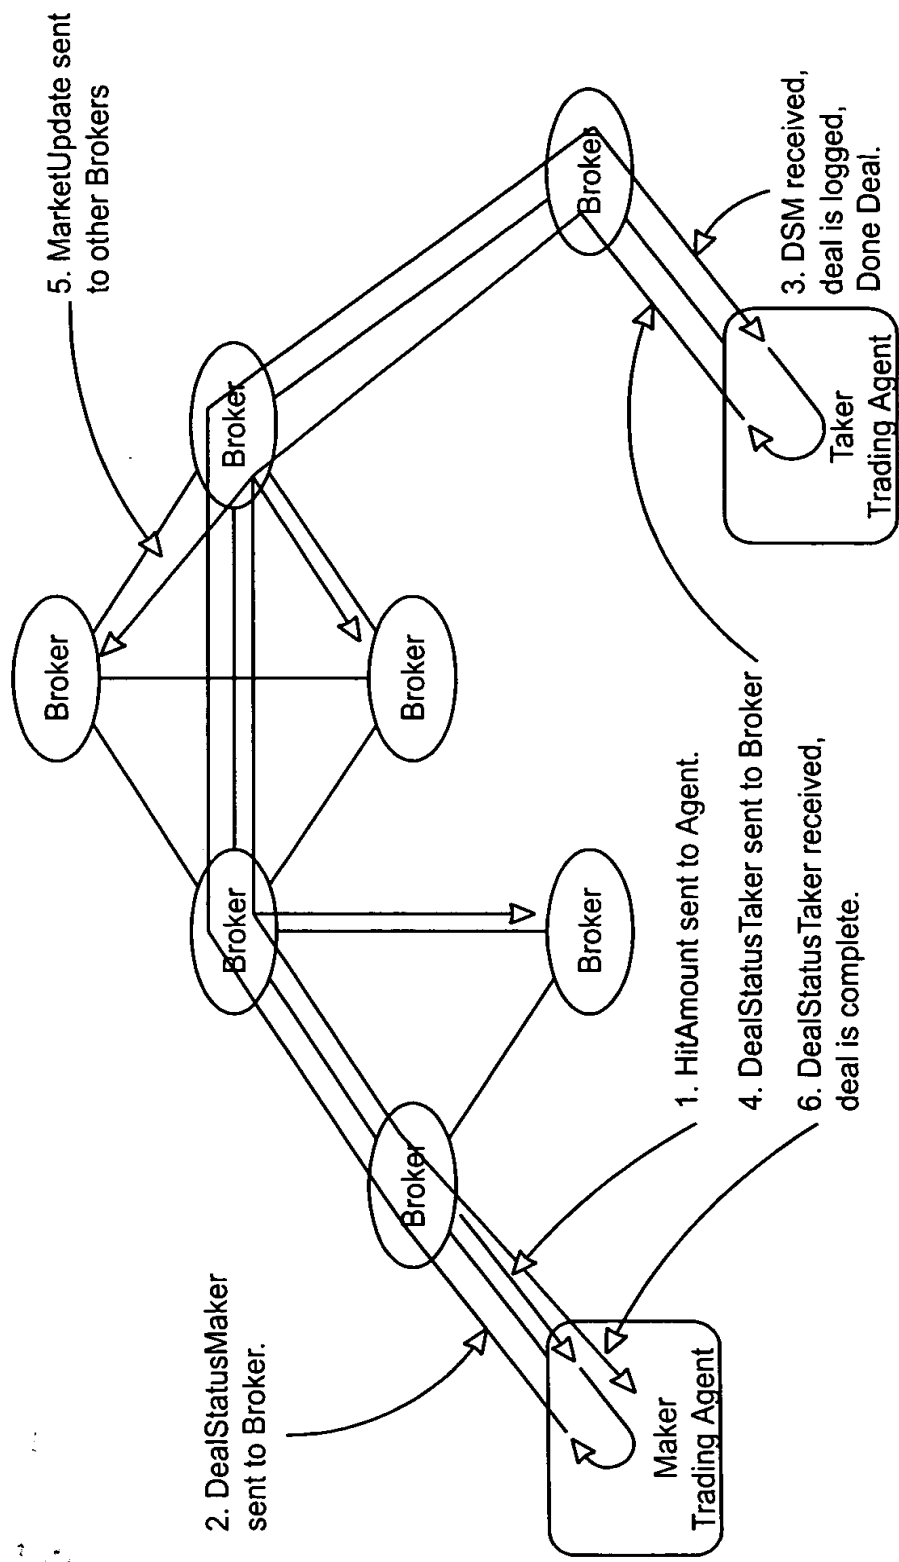 2. DealStatusMaker
sent to Broker.
5. MarketUpdate sent
to other Brokers
Broker
Broker
Broker
Broker
Broker
Broker
Broker
Maker
Trading Agent
1. HitAmount sent to Agent.
4. DealStatusTaker sent to Broker
6. DealStatusTaker received,
deal is complete.
Taker
Trading Agent
3. DSM received,
deal is logged,
Done Deal.